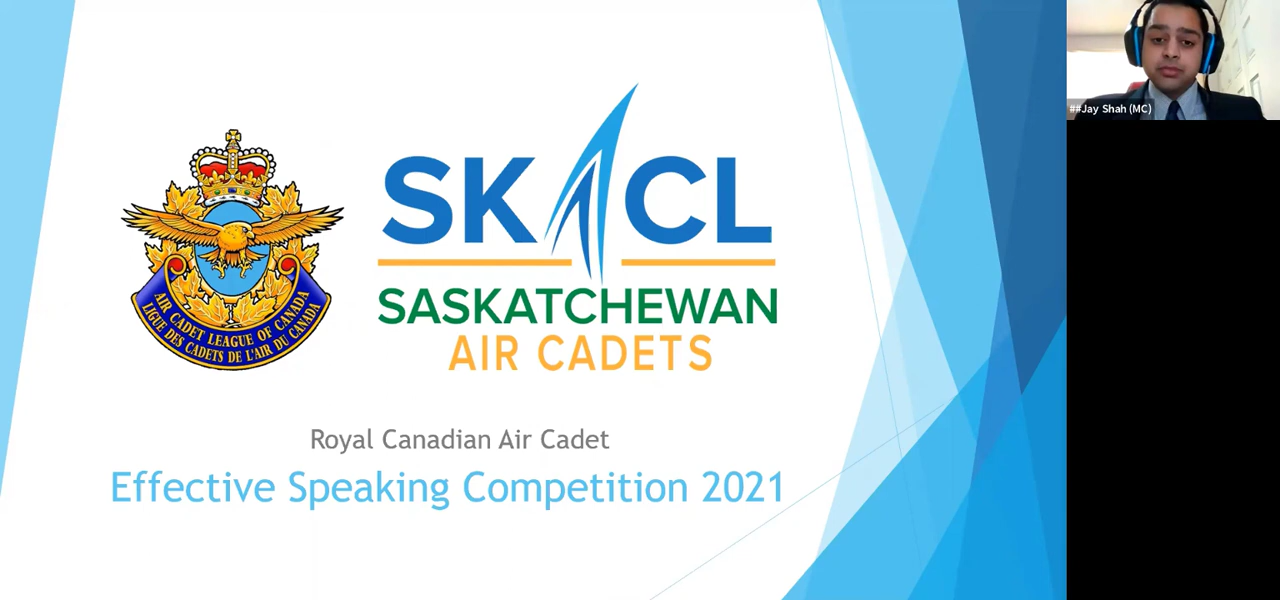 SKACL
SASKATCHEWAN
AIR CADETS
AIR CADET LEAGUE OF CANADA
LIGUE DES CADETS DE L'AIR DU CANADA
Royal Canadian Air Cadet
Effective Speaking Competition 2021
##Jay Shah (MC)